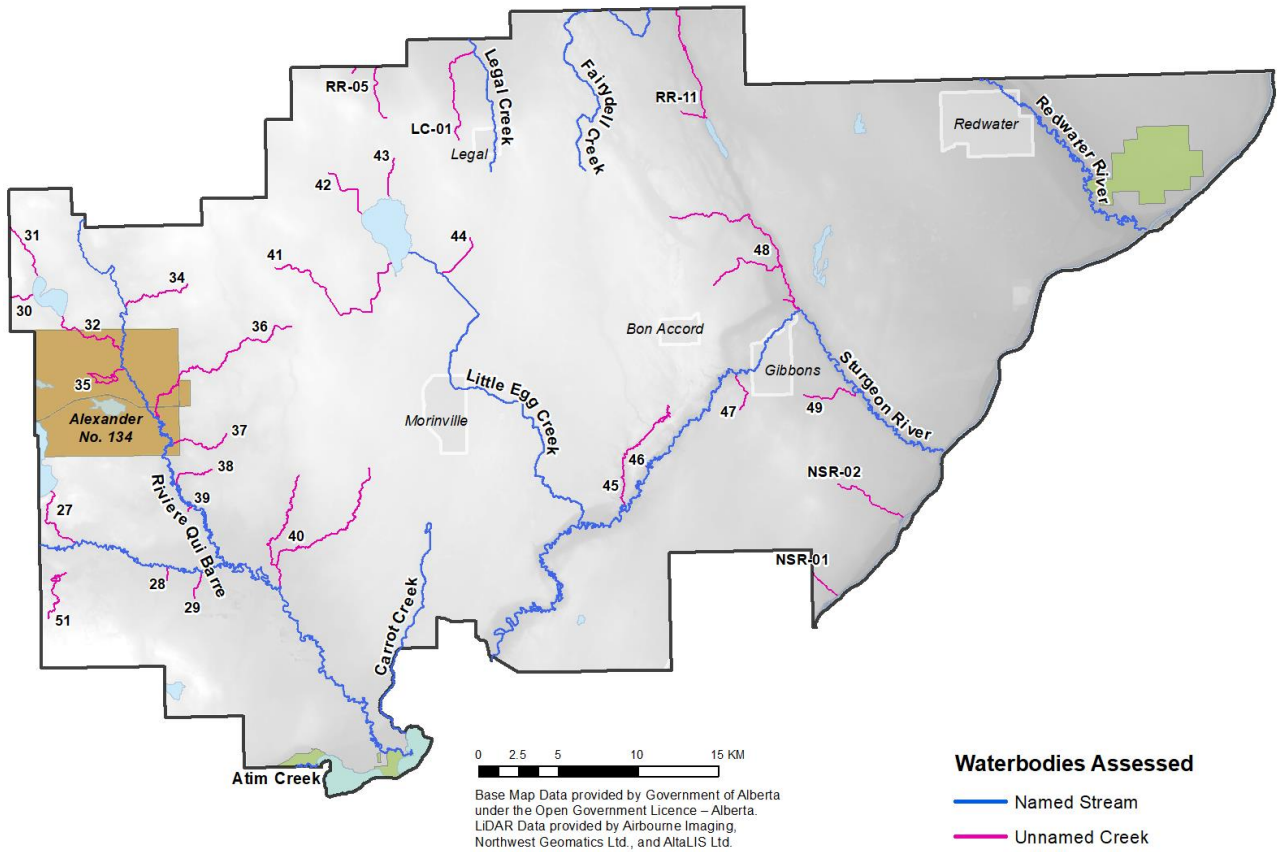 RR-05
LC-01
Legal Creek
Legal
Fairydell Creek
RR-11
Redwater
Redwater River
43
42
31
41
44
34
48
30
32
36
Bon Accord
35
Gibbons
Sturgeon River
Alexander
No. 134
Morinville
Little Egg Creek
47
49
37
38
46
45
NSR-02
27
39
Riviere Qui Barre
40
NSR-01
28
29
51
Carrot Creek
Atim Creek
0 2.5 5 10 15 KM
Base Map Data provided by Government of Alberta
under the Open Government Licence – Alberta.
LiDAR Data provided by Airbourne Imaging,
Northwest Geomatics Ltd., and AltaLIS Ltd.
Waterbodies Assessed
Named Stream
Unnamed Creek